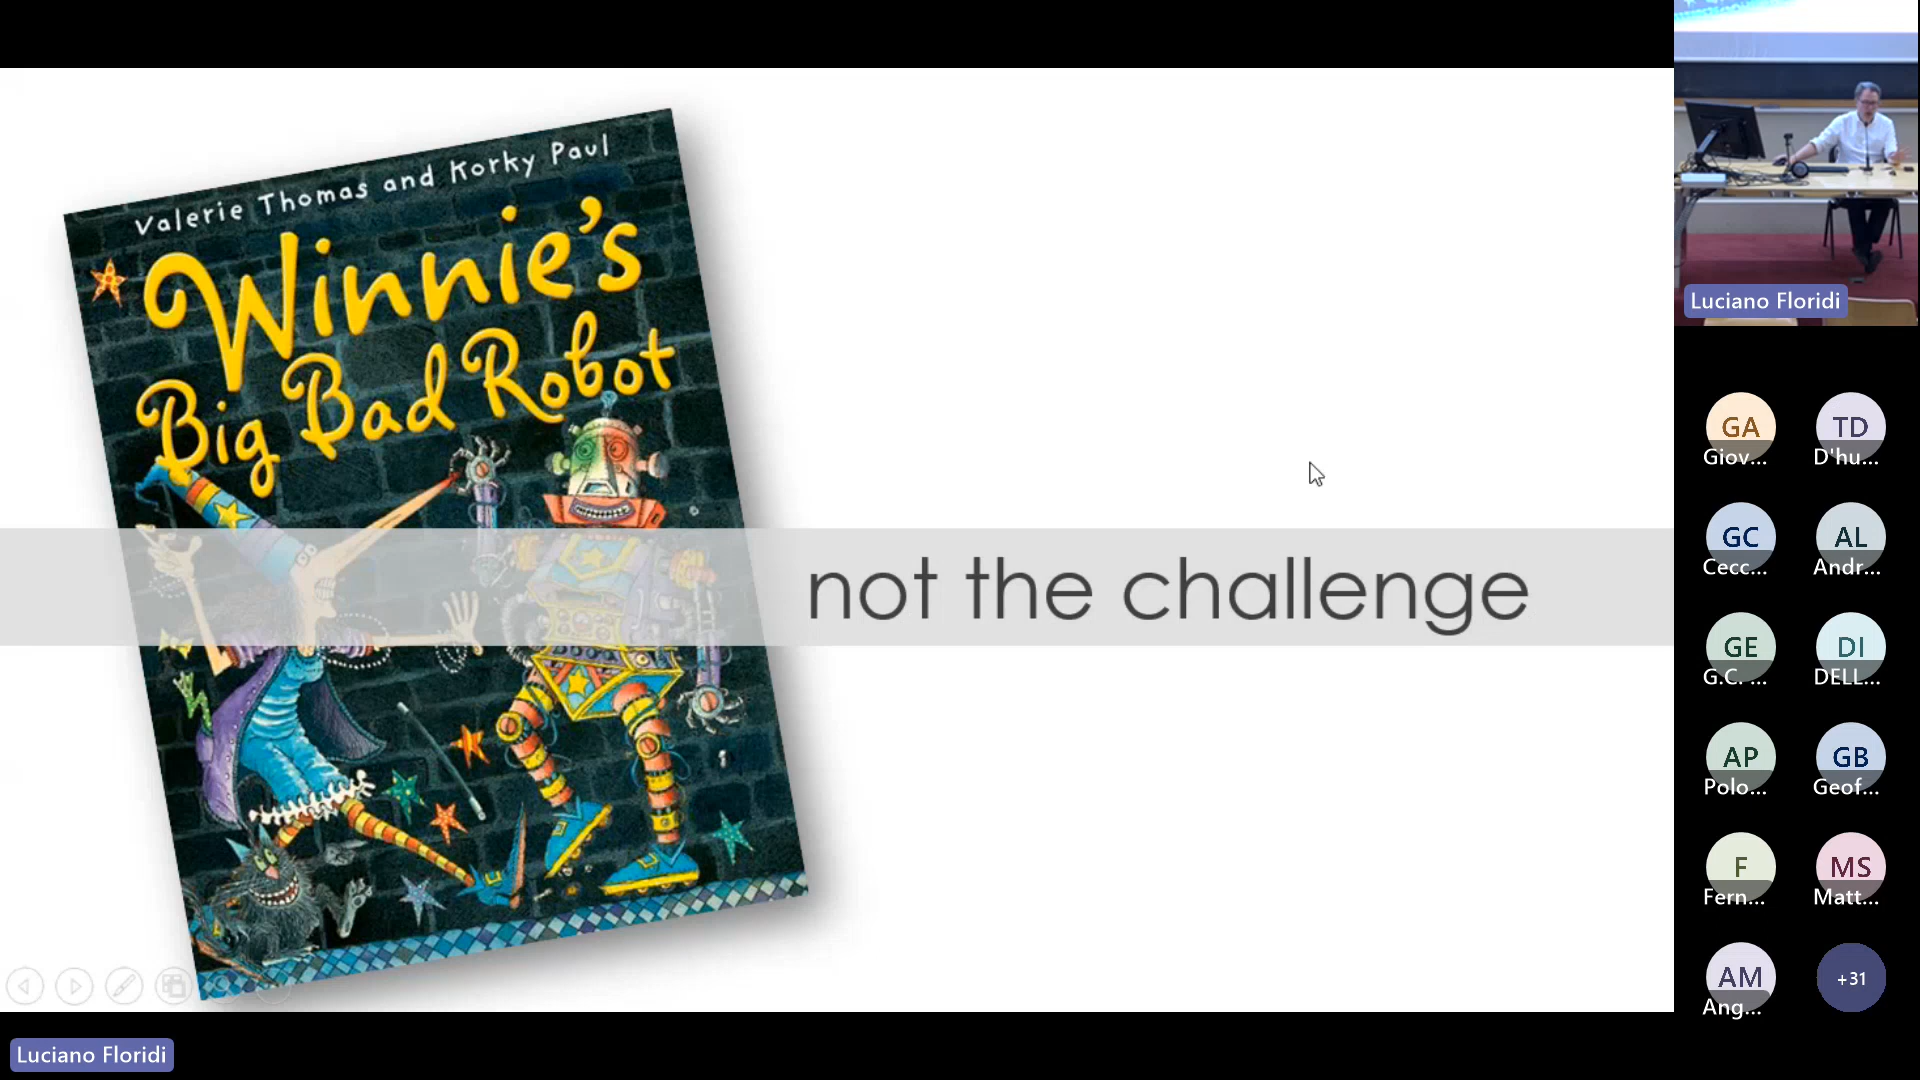 Valerie Thomas and Korky Paul
Winnie's
Big Bad Robot
not the challenge
Luciano Floridi
GA
Giov...
TD
D'hu...
GC
Cecc...
AL
Andr...
GE
G.C. ...
DI
DELL...
AP
Polo...
GB
Geof...
F
Fern...
MS
Matt...
AM
Ang...
+31
Luciano Floridi